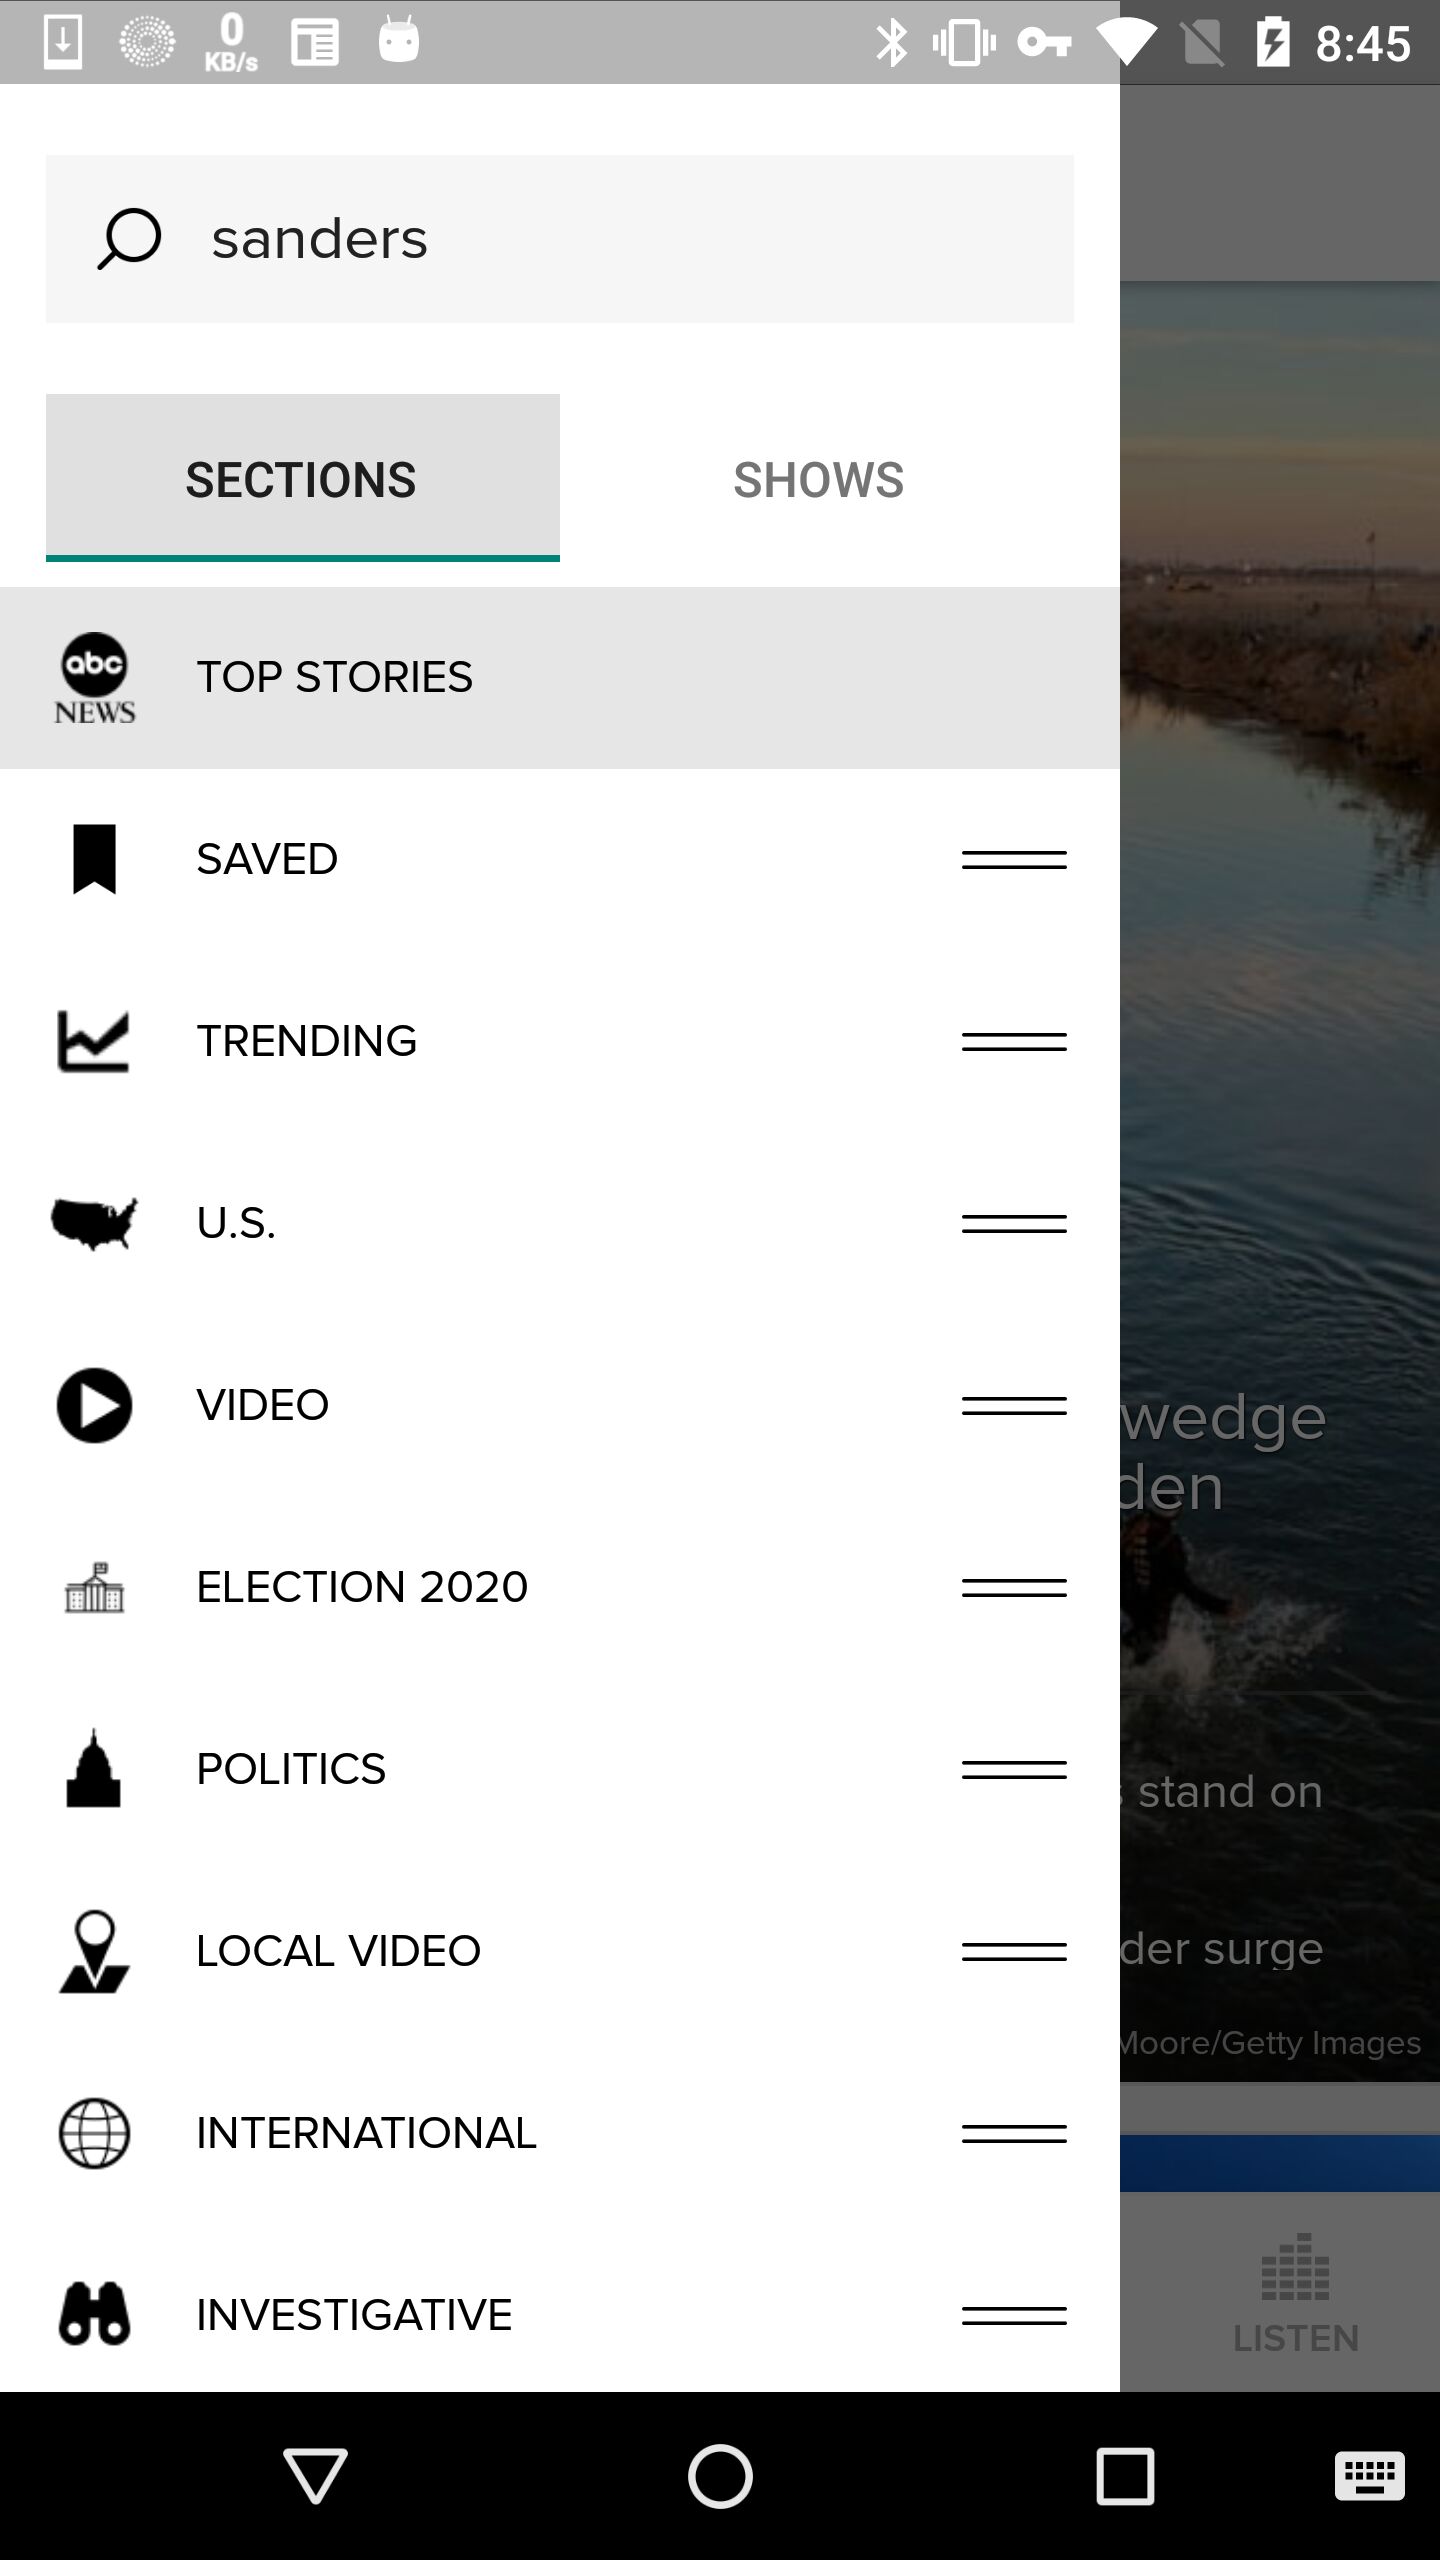 0
KB/s
8:45
sanders
SECTIONS
SHOWS
abc
NEWS
TOP STORIES
SAVED
TRENDING
U.S.
VIDEO
wedge
den
ELECTION 2020
POLITICS
stand on
LOCAL VIDEO
der surge
Moore/Getty Images
INTERNATIONAL
INVESTIGATIVE
LISTEN